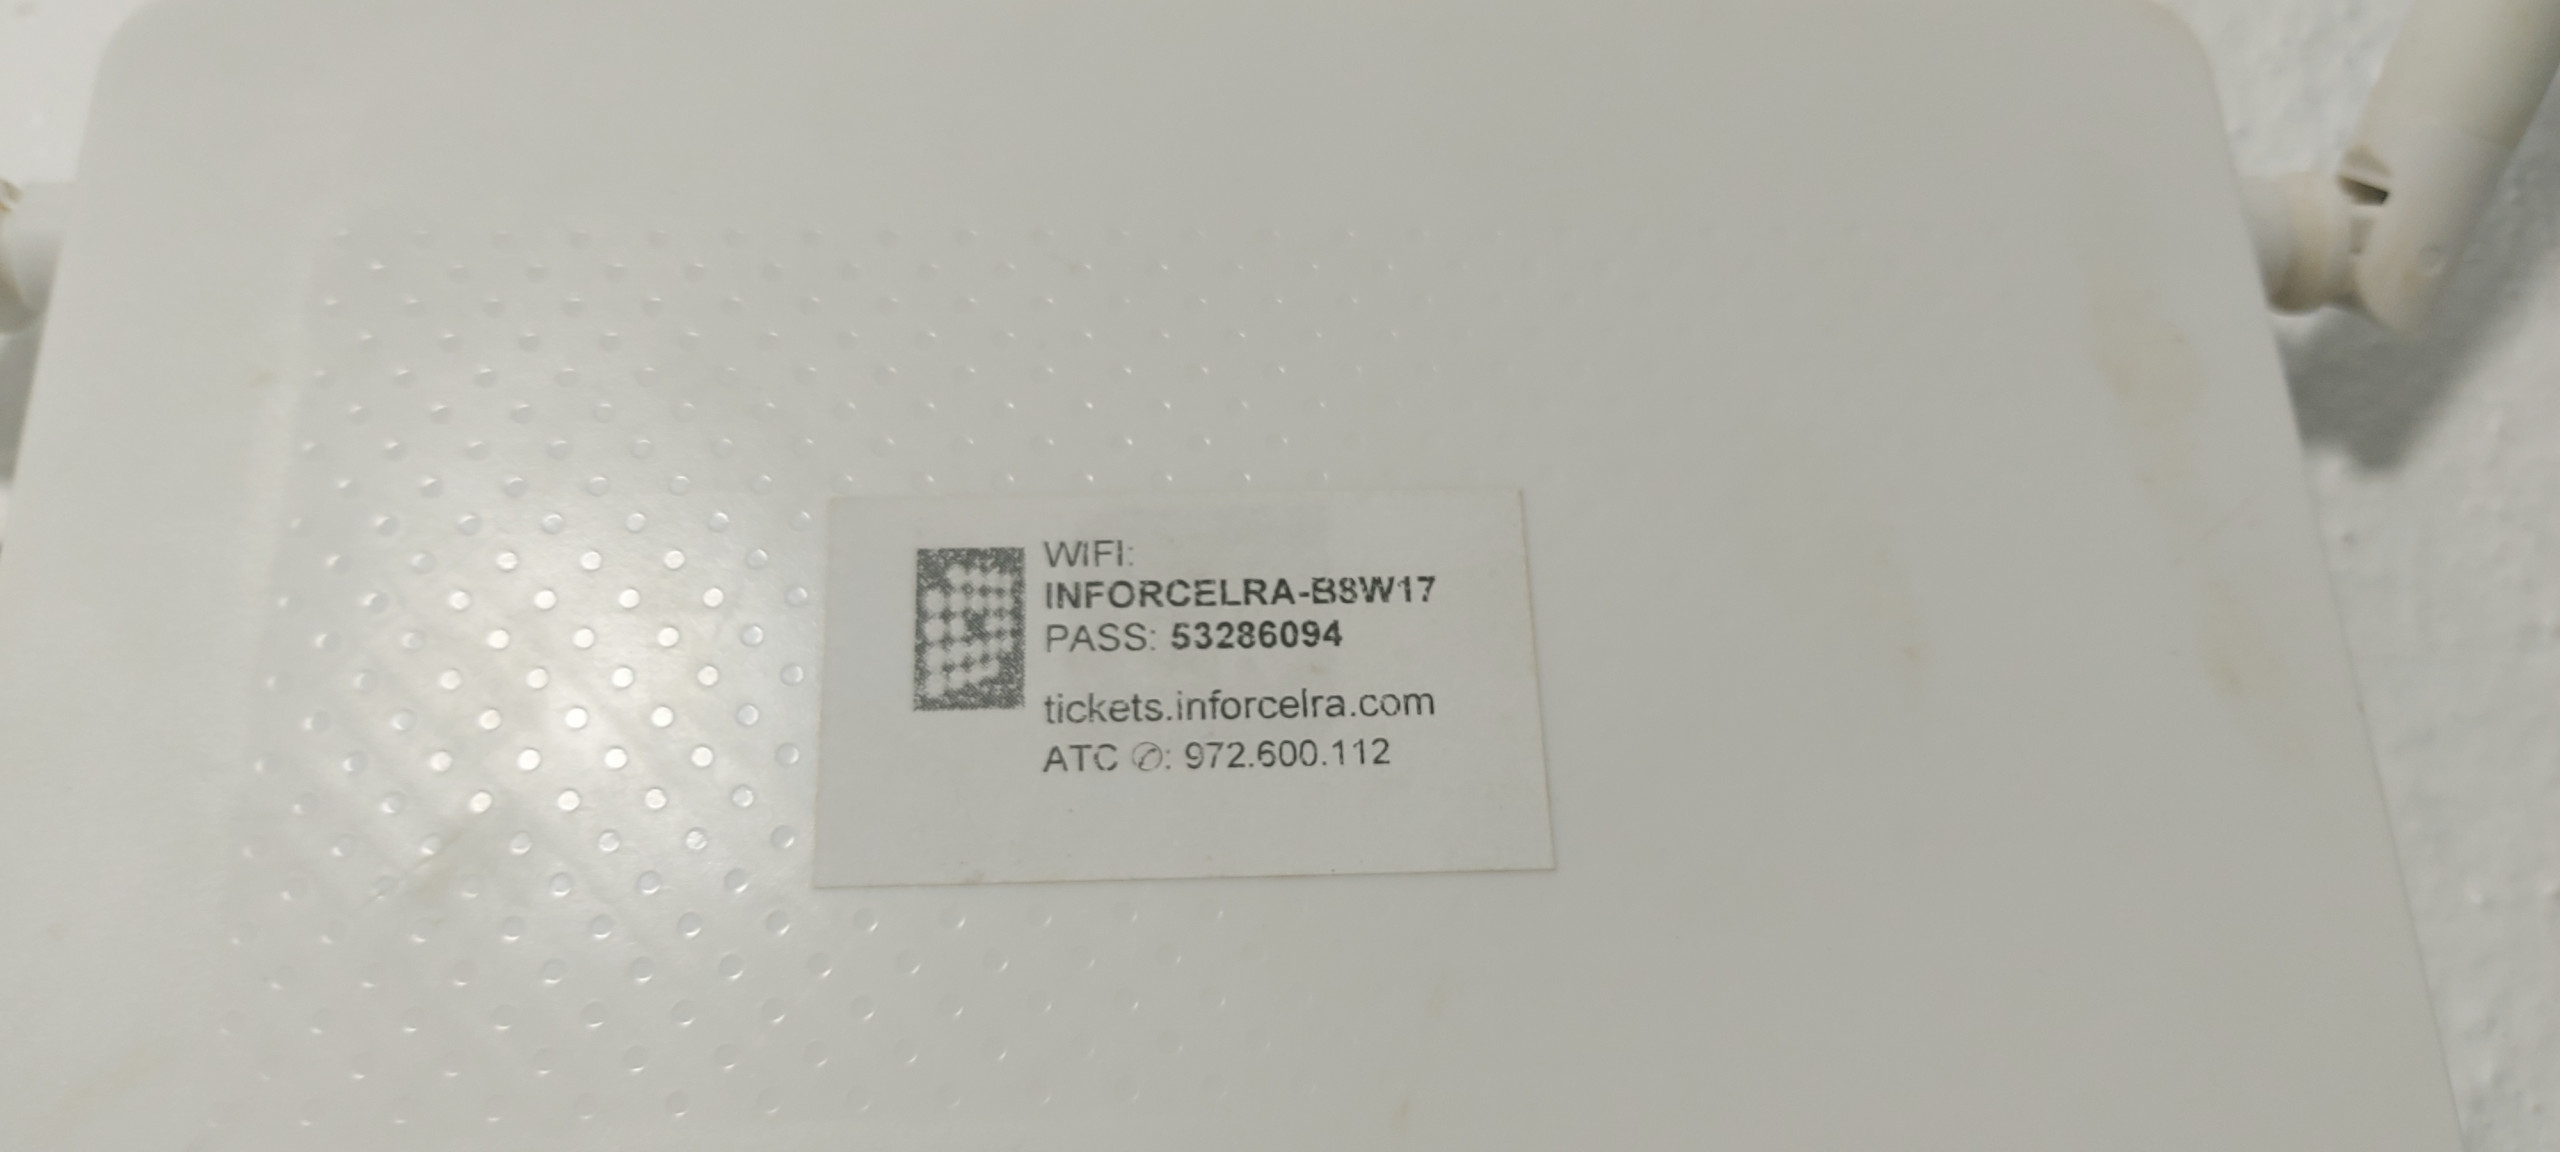 WIFI:
INFORCELRA-B8W17
PASS: 53286094
tickets.inforcelra.com
ATC ✆: 972.600.112